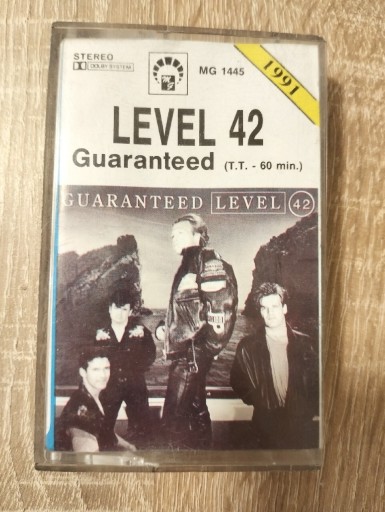 STEREO
DOLBY SYSTEM
MG 1445
1991
LEVEL 42
Guaranteed (T.T. - 60 min.)
GUARANTEED LEVEL 42